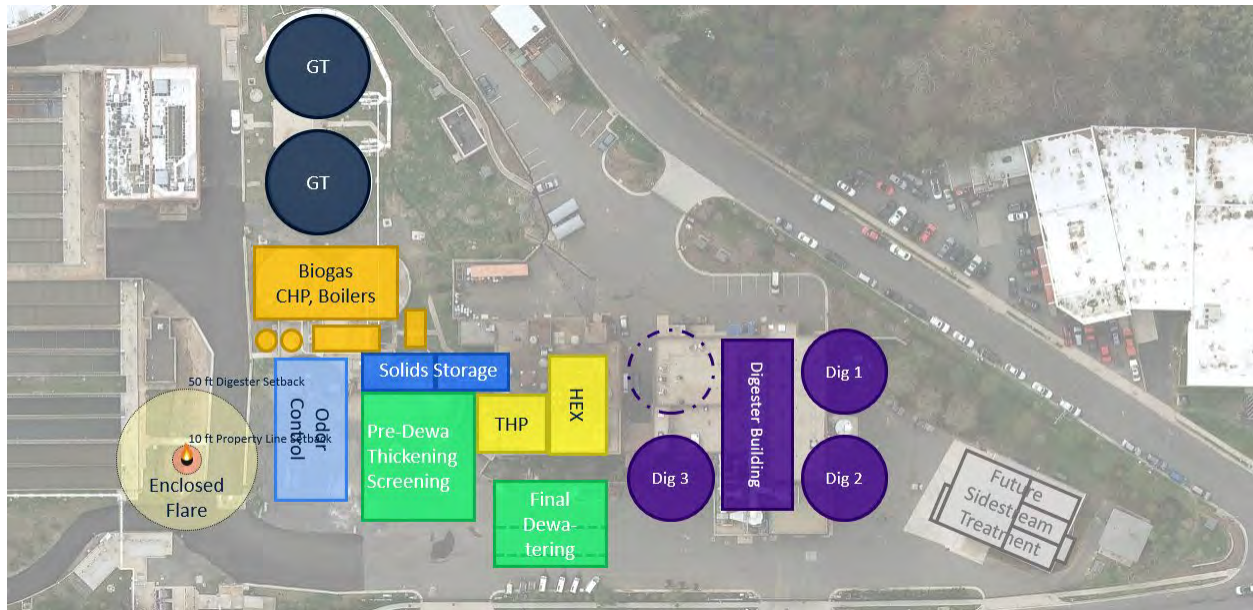 GT
GT
Biogas
CHP, Boilers
50 ft Digester Setback
10 ft Property Line Setback
Enclosed
Flare
Odor
Control
Solids Storage
Pre-Dewa
Thickening
Screening
THP
HEX
Final
Dewa-
tering
Dig 3
Digester Building
Dig 1
Dig 2
Future
Sidestream
Treatment